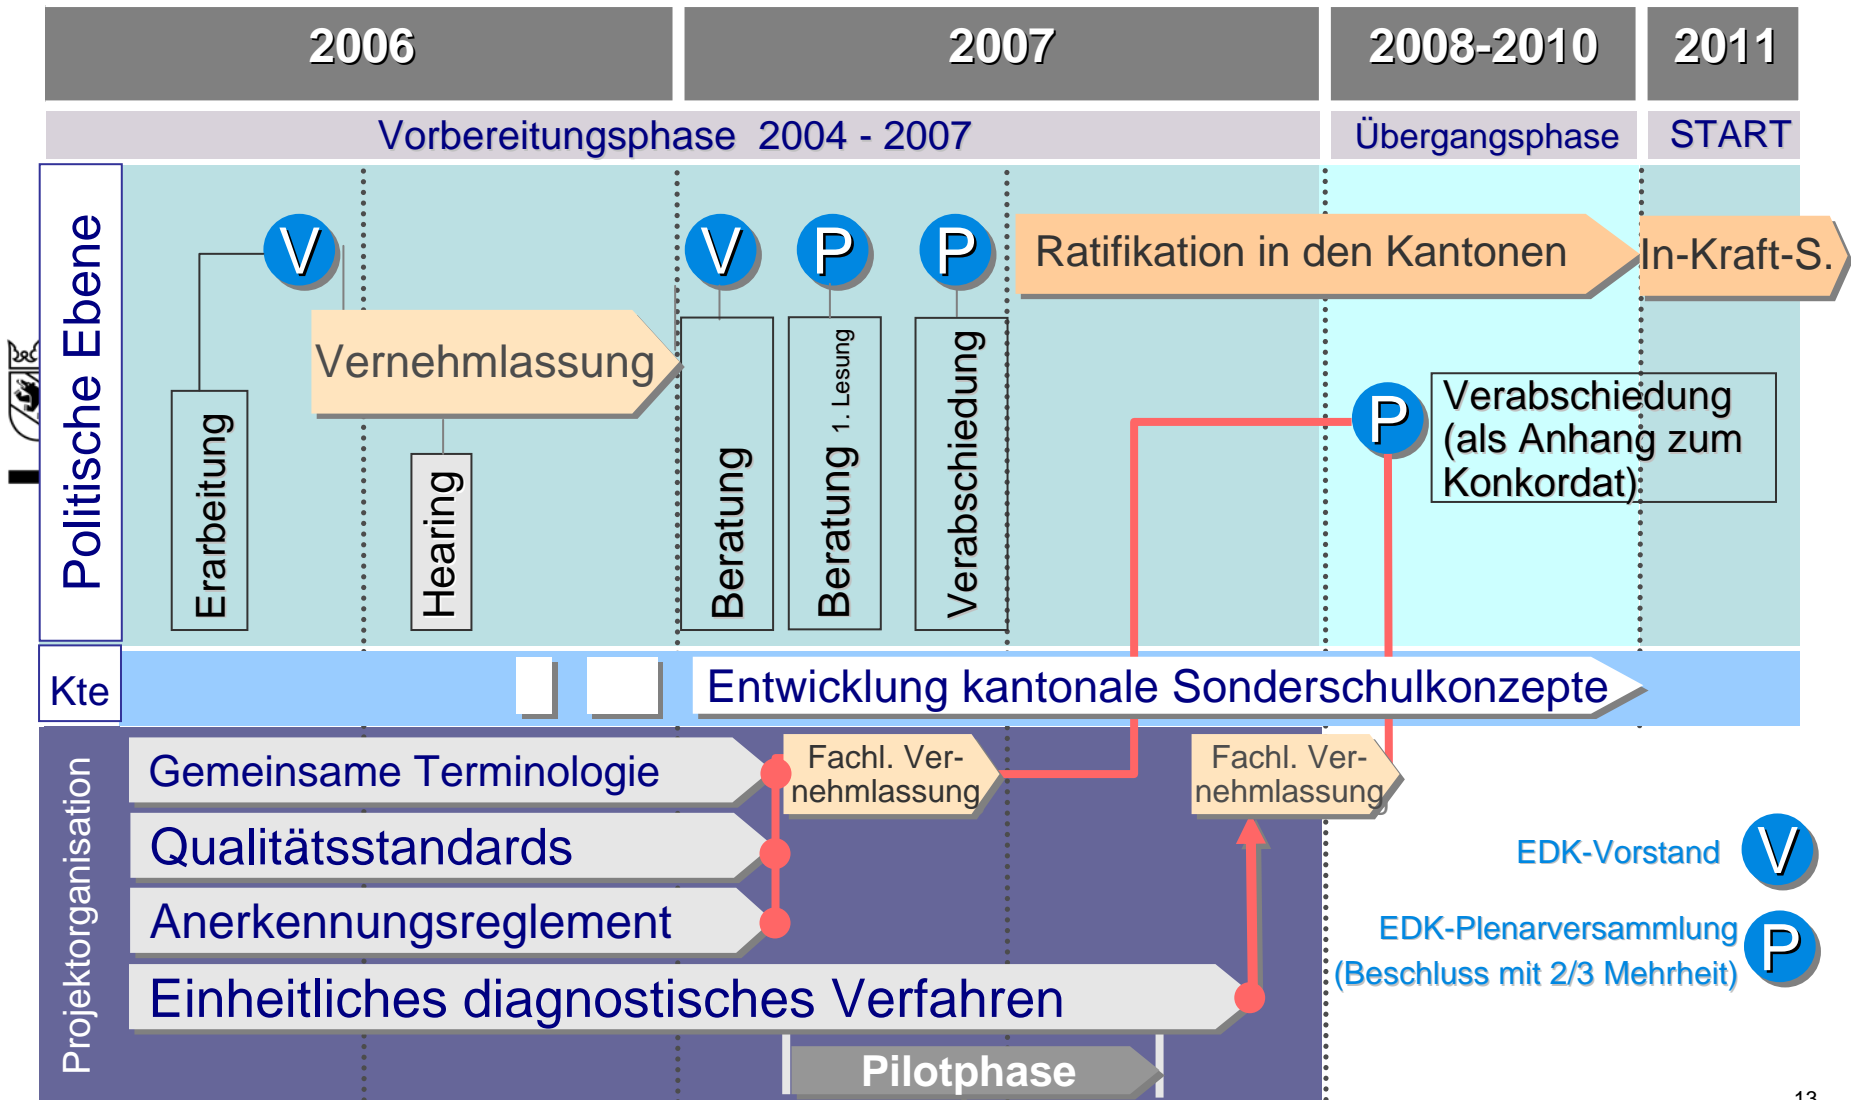 2006
2007
2008-2010
2011
Vorbereitungsphase 2004 - 2007
Übergangsphase
START
Politische Ebene
V
V
P
P
Ratifikation in den Kantonen
In-Kraft-S.
Vernehmlassung
Erarbeitung
Hearing
Beratung
Beratung 1. Lesung
Verabschiedung
P
Verabschiedung
(als Anhang zum
Konkordat)
Kte
Entwicklung kantonale Sonderschulkonzepte
Projektorganisation
Gemeinsame Terminologie
Qualitätsstandards
Anerkennungsreglement
Einheitliches diagnostisches Verfahren
Pilotphase
Fachl. Ver-
nehmlassung
Fachl. Ver-
nehmlassung
EDK-Vorstand
V
EDK-Plenarversammlung
(Beschluss mit 2/3 Mehrheit)
P
13